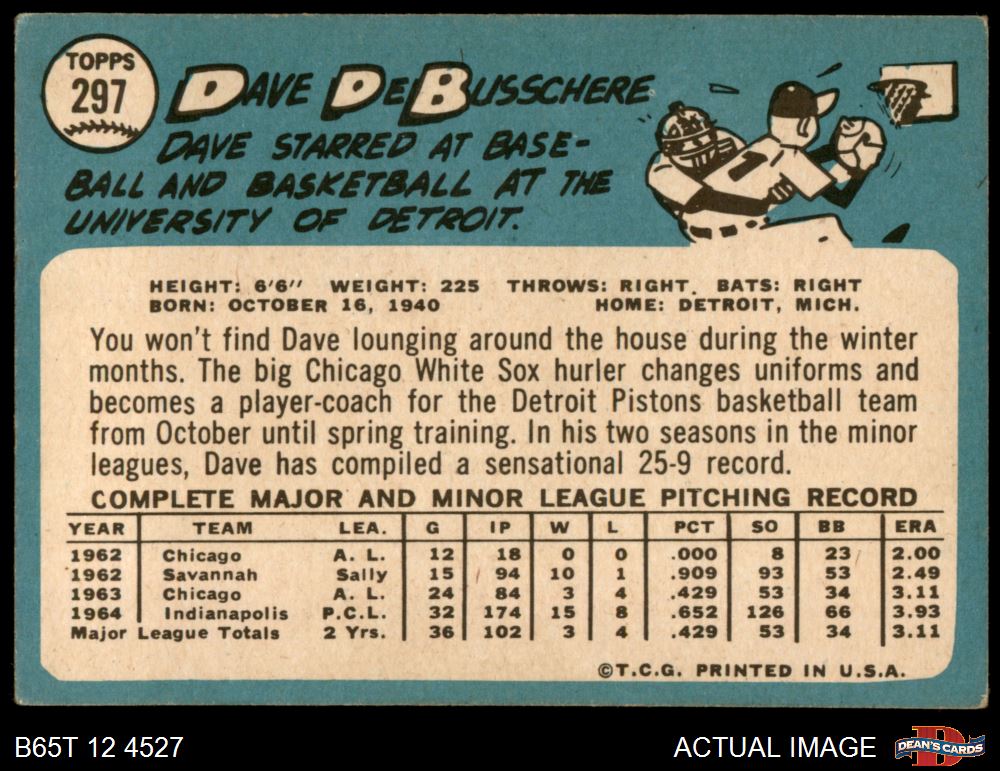 TOPPS
297
DAVE DEBUSSCHERE
DAVE STARRED AT BASE-
BALL AND BASKETBALL AT THE
UNIVERSITY OF DETROIT.
1
HEIGHT: 6'6" WEIGHT: 225 THROWS: RIGHT. BATS: RIGHT
BORN: OCTOBER 16, 1940 HOME: DETROIT, MICH.
You won't find Dave lounging around the house during the winter
months. The big Chicago White Sox hurler changes uniforms and
becomes a player-coach for the Detroit Pistons basketball team
from October until spring training. In his two seasons in the minor
leagues, Dave has compiled a sensational 25-9 record.
COMPLETE MAJOR AND MINOR LEAGUE PITCHING RECORD
YEAR TEAM LEA. G IP W L PCT SO BB ERA
1962 Chicago A. L. 12 18 0 0 .000 8 23 2.00
1962 Savannah Sally 15 94 10 1 .909 93 53 2.49
1963 Chicago A. L. 24 84 3 4 .429 53 34 3.11
1964 Indianapolis P.C.L. 32 174 15 8 .652 126 66 3.93
Major League Totals 2 Yrs. 36 102 3 4 .429 53 34 3.11
©T.C.G. PRINTED IN U.S.A.
B65T 12 4527 ACTUAL IMAGE DEAN'S CARDS